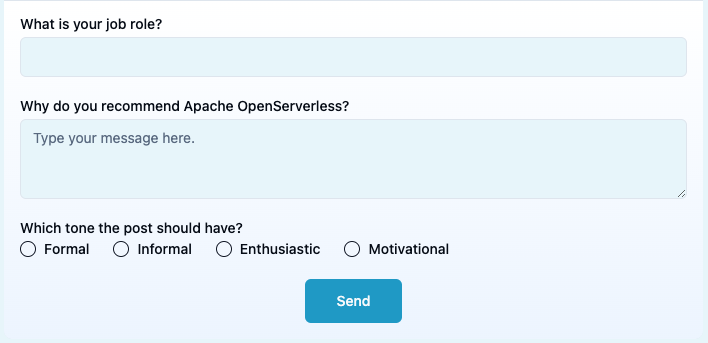 What is your job role?
Why do you recommend Apache OpenServerless?
Type your message here.
Which tone the post should have?
Formal Informal Enthusiastic Motivational
Send